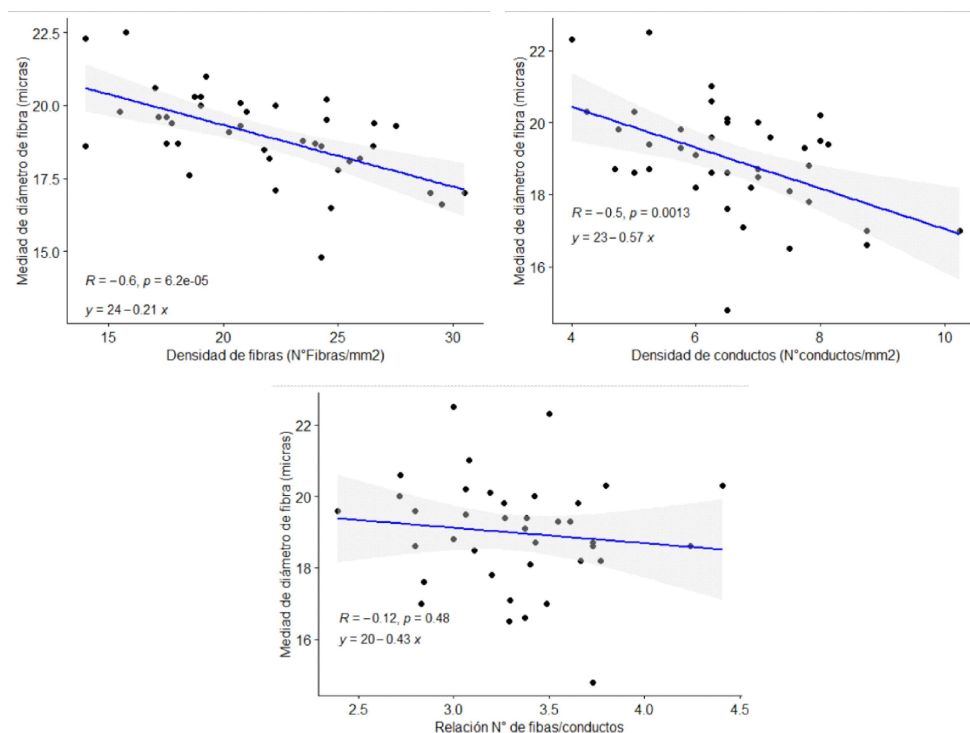 22.5
20.0
17.5
15.0
Mediad de diámetro de fibra (micras)
R = −0.6, p = 6.2e-05
y = 24 − 0.21 x
15
20
25
30
Densidad de fibras (N°Fibras/mm2)
22
20
18
16
Mediad de diámetro de fibra (micras)
R = −0.5, p = 0.0013
y = 23 − 0.57 x
4
6
8
10
Densidad de conductos (N°conductos/mm2)
22
20
18
16
Mediad de diámetro de fibra (micras)
R = −0.12, p = 0.48
y = 20 − 0.43 x
2.5
3.0
3.5
4.0
4.5
Relación N° de fibas/conductos